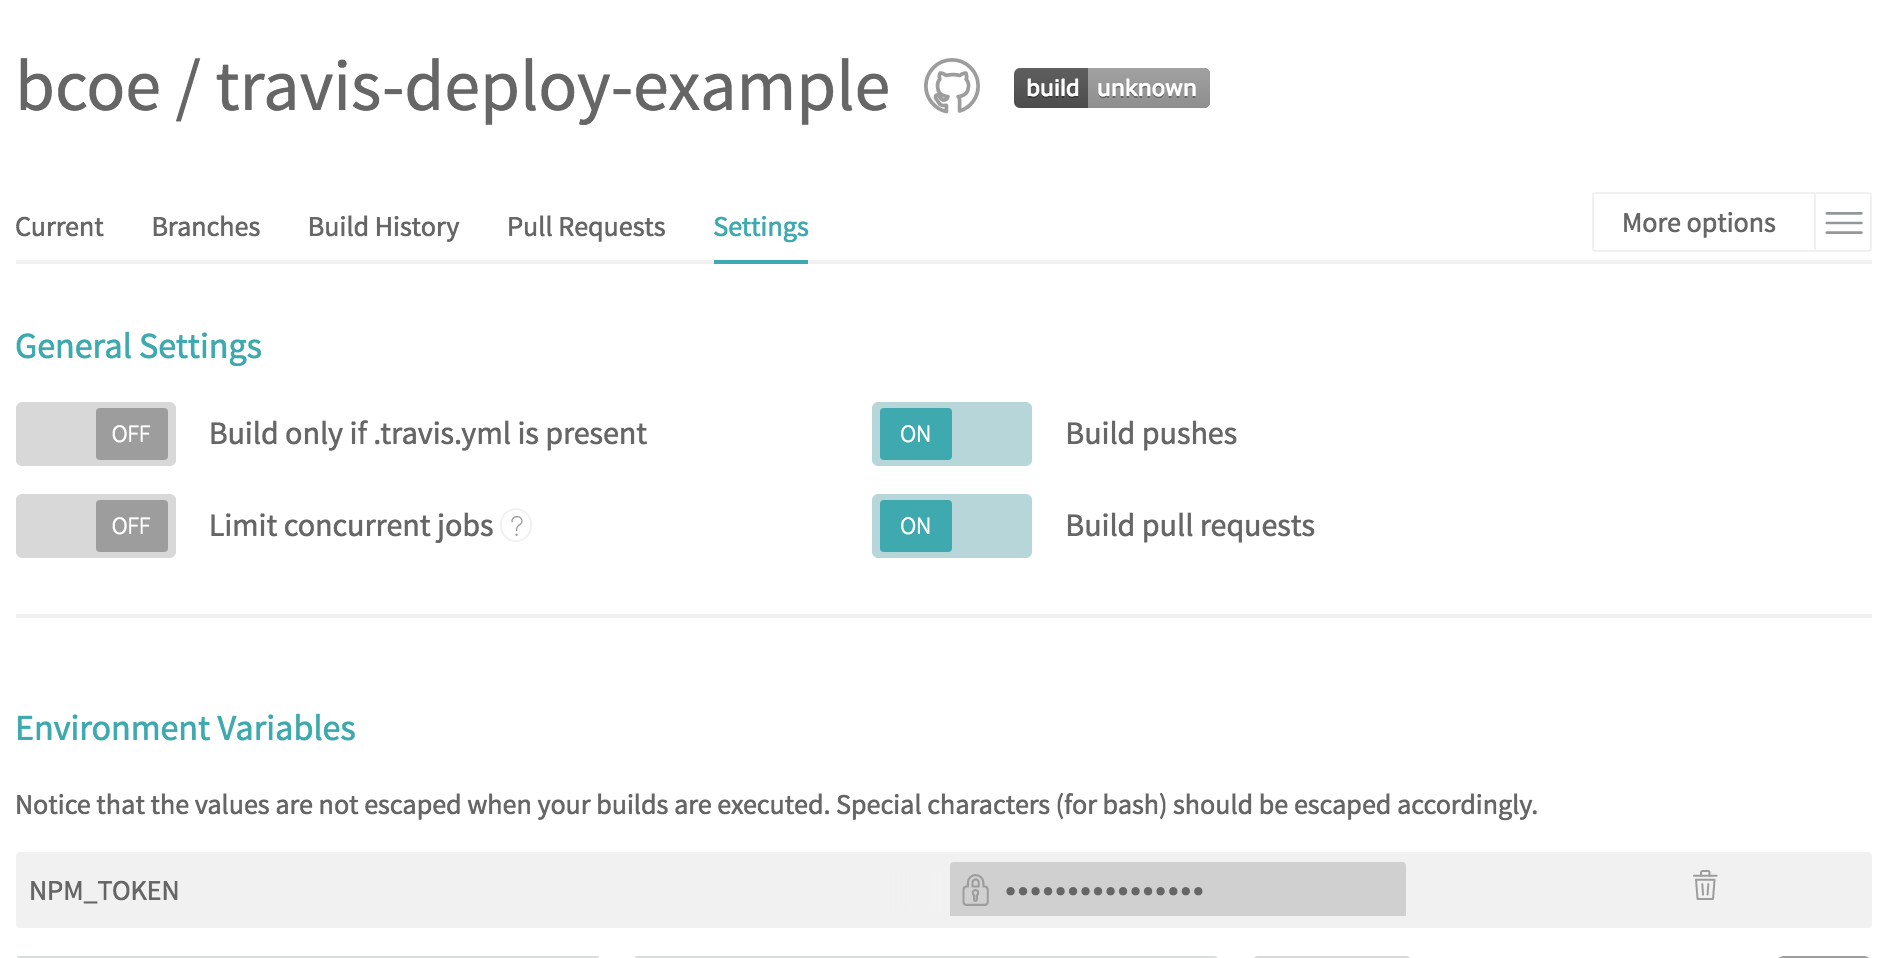 bcoe / travis-deploy-example build unknown
Current Branches Build History Pull Requests Settings More options
General Settings
OFF Build only if .travis.yml is present ON Build pushes
OFF Limit concurrent jobs ? ON Build pull requests
Environment Variables
Notice that the values are not escaped when your builds are executed. Special characters (for bash) should be escaped accordingly.
NPM_TOKEN ••••••••••••••••